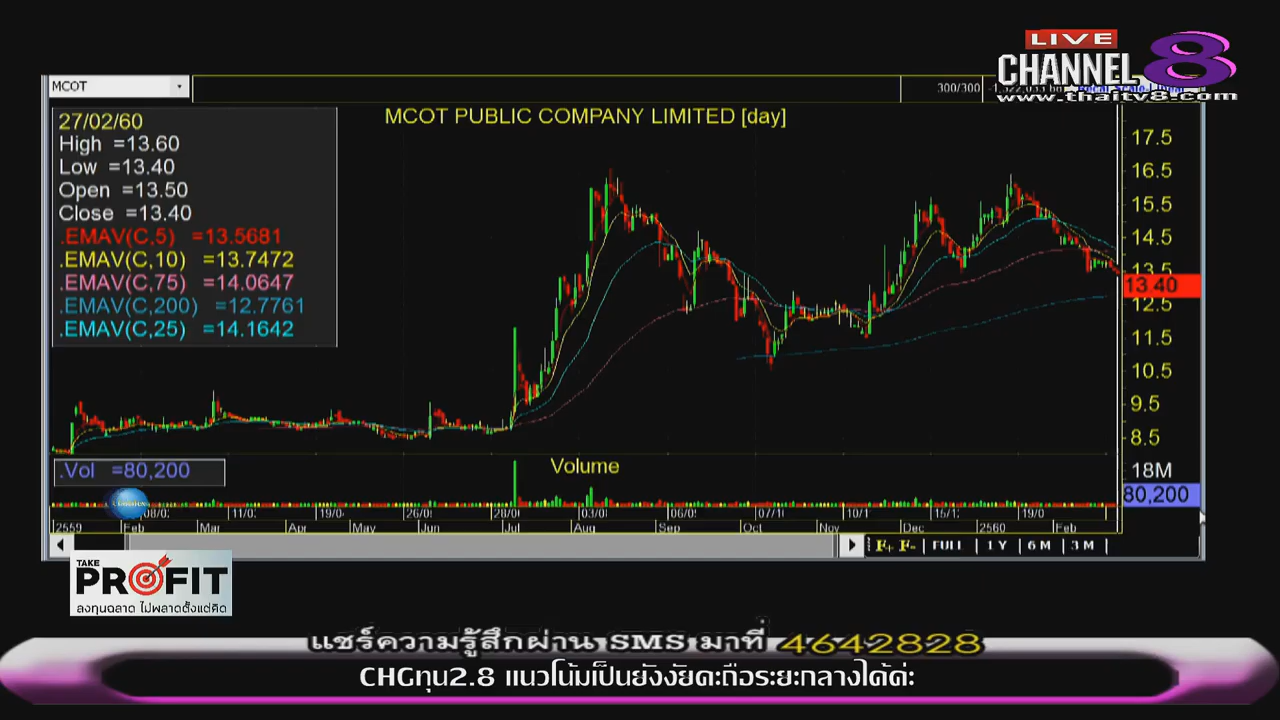 LIVE
CHANNEL 8
www.thaitv8.com
MCOT
300/300
MCOT PUBLIC COMPANY LIMITED [day]
27/02/60
High =13.60
Low =13.40
Open =13.50
Close =13.40
.EMAV(C,5) =13.5681
.EMAV(C,10) =13.7472
.EMAV(C,75) =14.0647
.EMAV(C,200) =12.7761
.EMAV(C,25) =14.1642
17.5
16.5
15.5
14.5
13.5
13.40
12.5
11.5
10.5
9.5
8.5
.Vol =80,200
Volume
18M
80,200
2559 Feb Mar Apr May Jun Jul Aug Sep Oct Nov Dec 2560 Feb
F+ F- FULL 1 Y 6 M 3 M
TAKE
PROFIT
ลงทุนฉลาด ไม่พลาดตั้งแต่คิด
แชร์ความรู้สึกผ่าน SMS มาที่ 4642828
CHGทุน2.8 แนวโน้มเป็นยังงัยคะถือระยะกลางได้ค่ะ